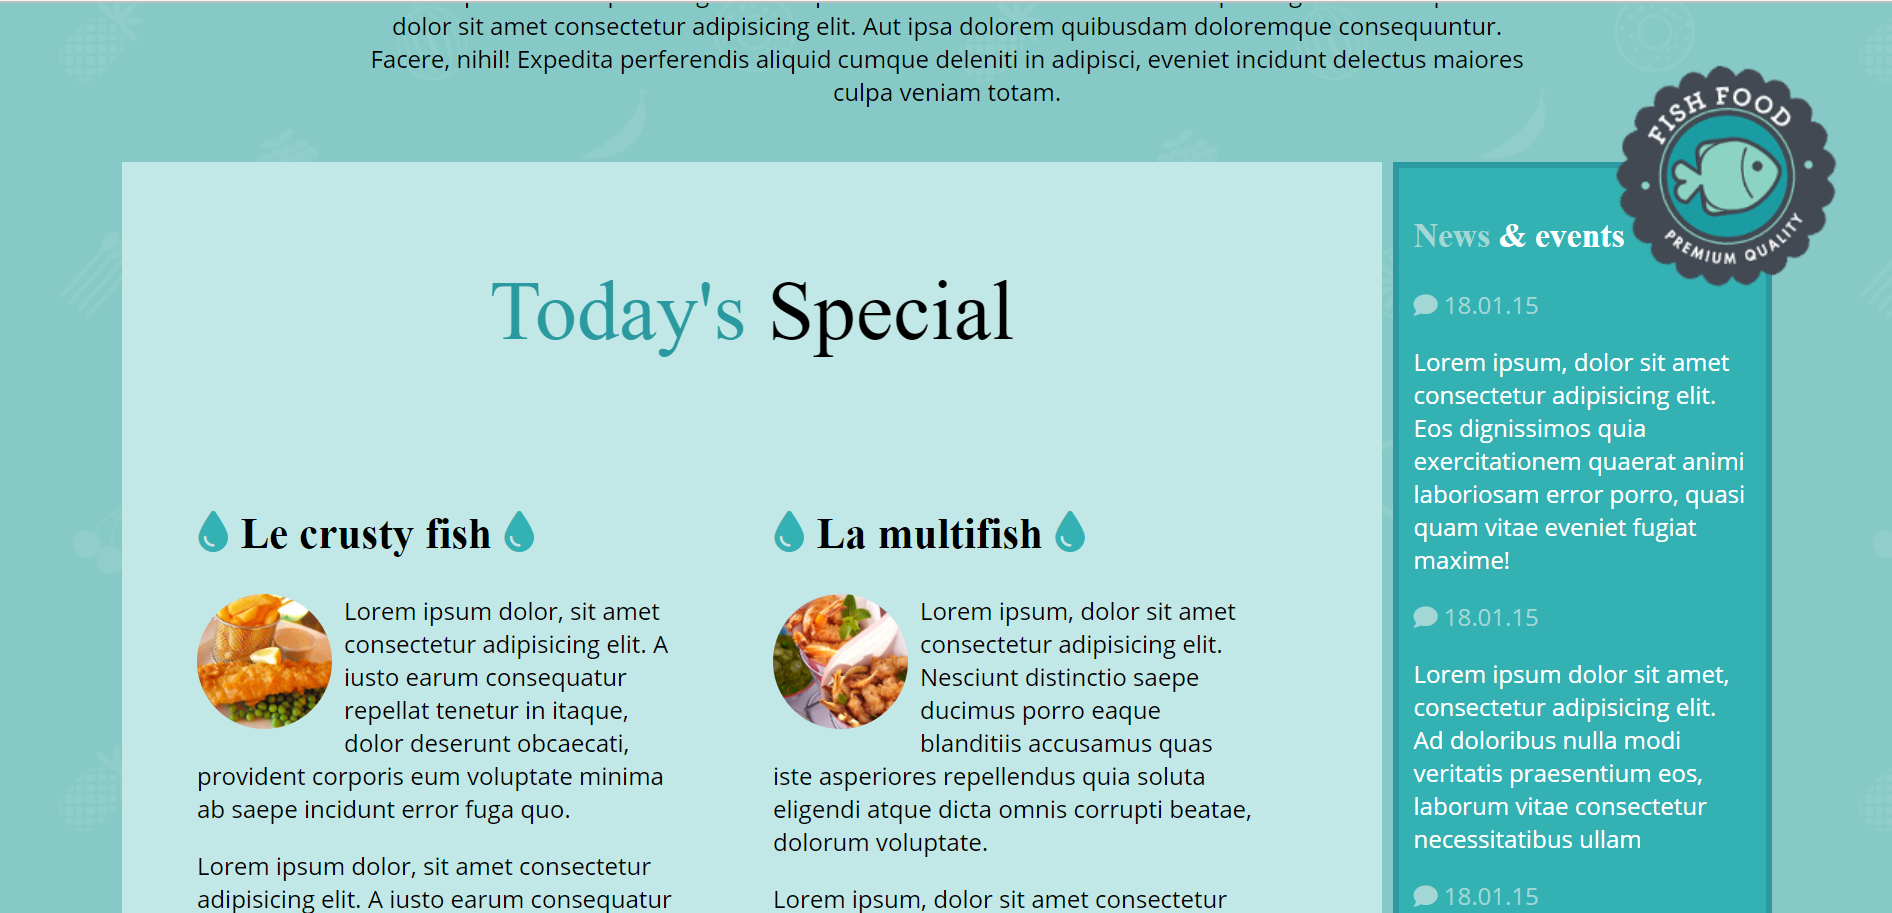 dolor sit amet consectetur adipisicing elit. Aut ipsa dolorem quibusdam doloremque consequuntur.
Facere, nihil! Expedita perferendis aliquid cumque deleniti in adipisci, eveniet incidunt delectus maiores
culpa veniam totam.
FISH FOOD
PREMIUM QUALITY
Today's Special
Le crusty fish
Lorem ipsum dolor, sit amet
consectetur adipisicing elit. A
iusto earum consequatur
repellat tenetur in itaque,
dolor deserunt obcaecati,
provident corporis eum voluptate minima
ab saepe incidunt error fuga quo.
Lorem ipsum dolor, sit amet consectetur
adipisicing elit. A iusto earum consequatur
La multifish
Lorem ipsum, dolor sit amet
consectetur adipisicing elit.
Nesciunt distinctio saepe
ducimus porro eaque
blanditiis accusamus quas
iste asperiores repellendus quia soluta
eligendi atque dicta omnis corrupti beatae,
dolorum voluptate.
Lorem ipsum, dolor sit amet consectetur
News & events
18.01.15
Lorem ipsum, dolor sit amet
consectetur adipisicing elit.
Eos dignissimos quia
exercitationem quaerat animi
laboriosam error porro, quasi
quam vitae eveniet fugiat
maxime!
18.01.15
Lorem ipsum dolor sit amet,
consectetur adipisicing elit.
Ad doloribus nulla modi
veritatis praesentium eos,
laborum vitae consectetur
necessitatibus ullam
18.01.15